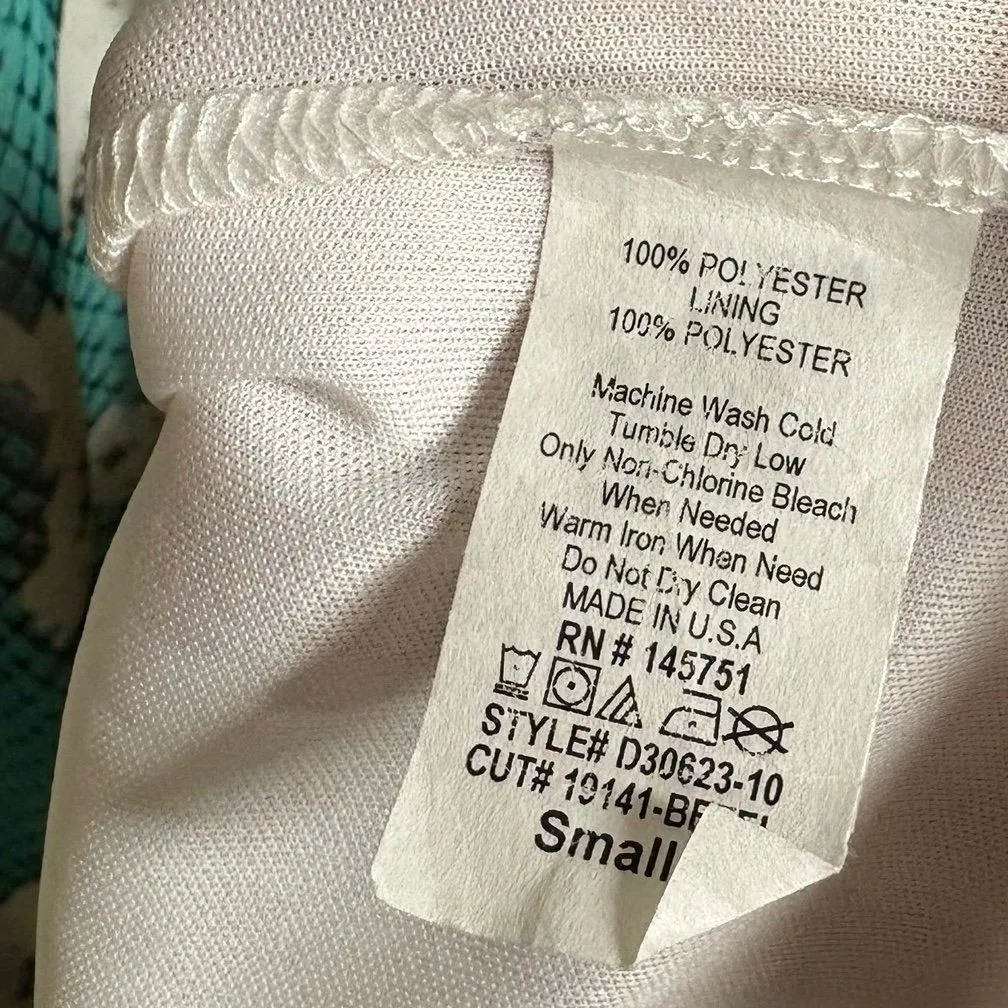 100% POLYESTER
LINING
100% POLYESTER
Machine Wash Cold
Tumble Dry Low
Only Non-Chlorine Bleach
When Needed
Warm Iron When Need
Do Not Dry Clean
MADE IN U.S.A
RN # 145751
STYLE# D30623-10
CUT#
Small